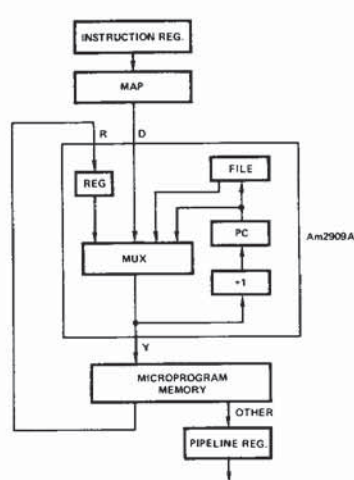 INSTRUCTION REG.
MAP
R
D
REG
FILE
Am2909A
PC
MUX
+1
Y
MICROPROGRAM
MEMORY
OTHER
PIPELINE REG.